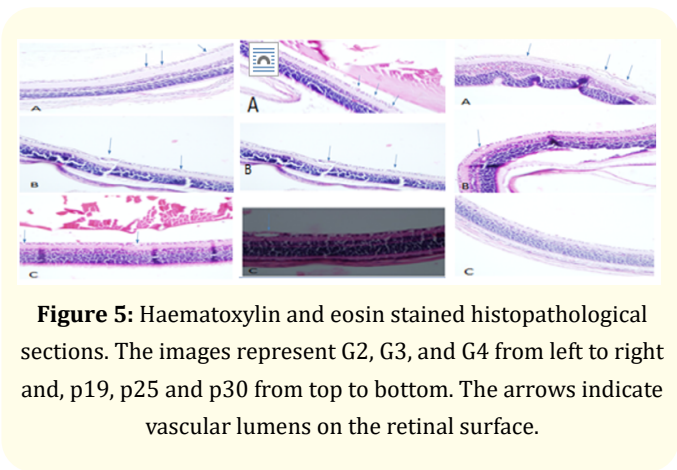 A
A
A
B
B
B
C
C
C
Figure 5: Haematoxylin and eosin stained histopathological
sections. The images represent G2, G3, and G4 from left to right
and, p19, p25 and p30 from top to bottom. The arrows indicate
vascular lumens on the retinal surface.